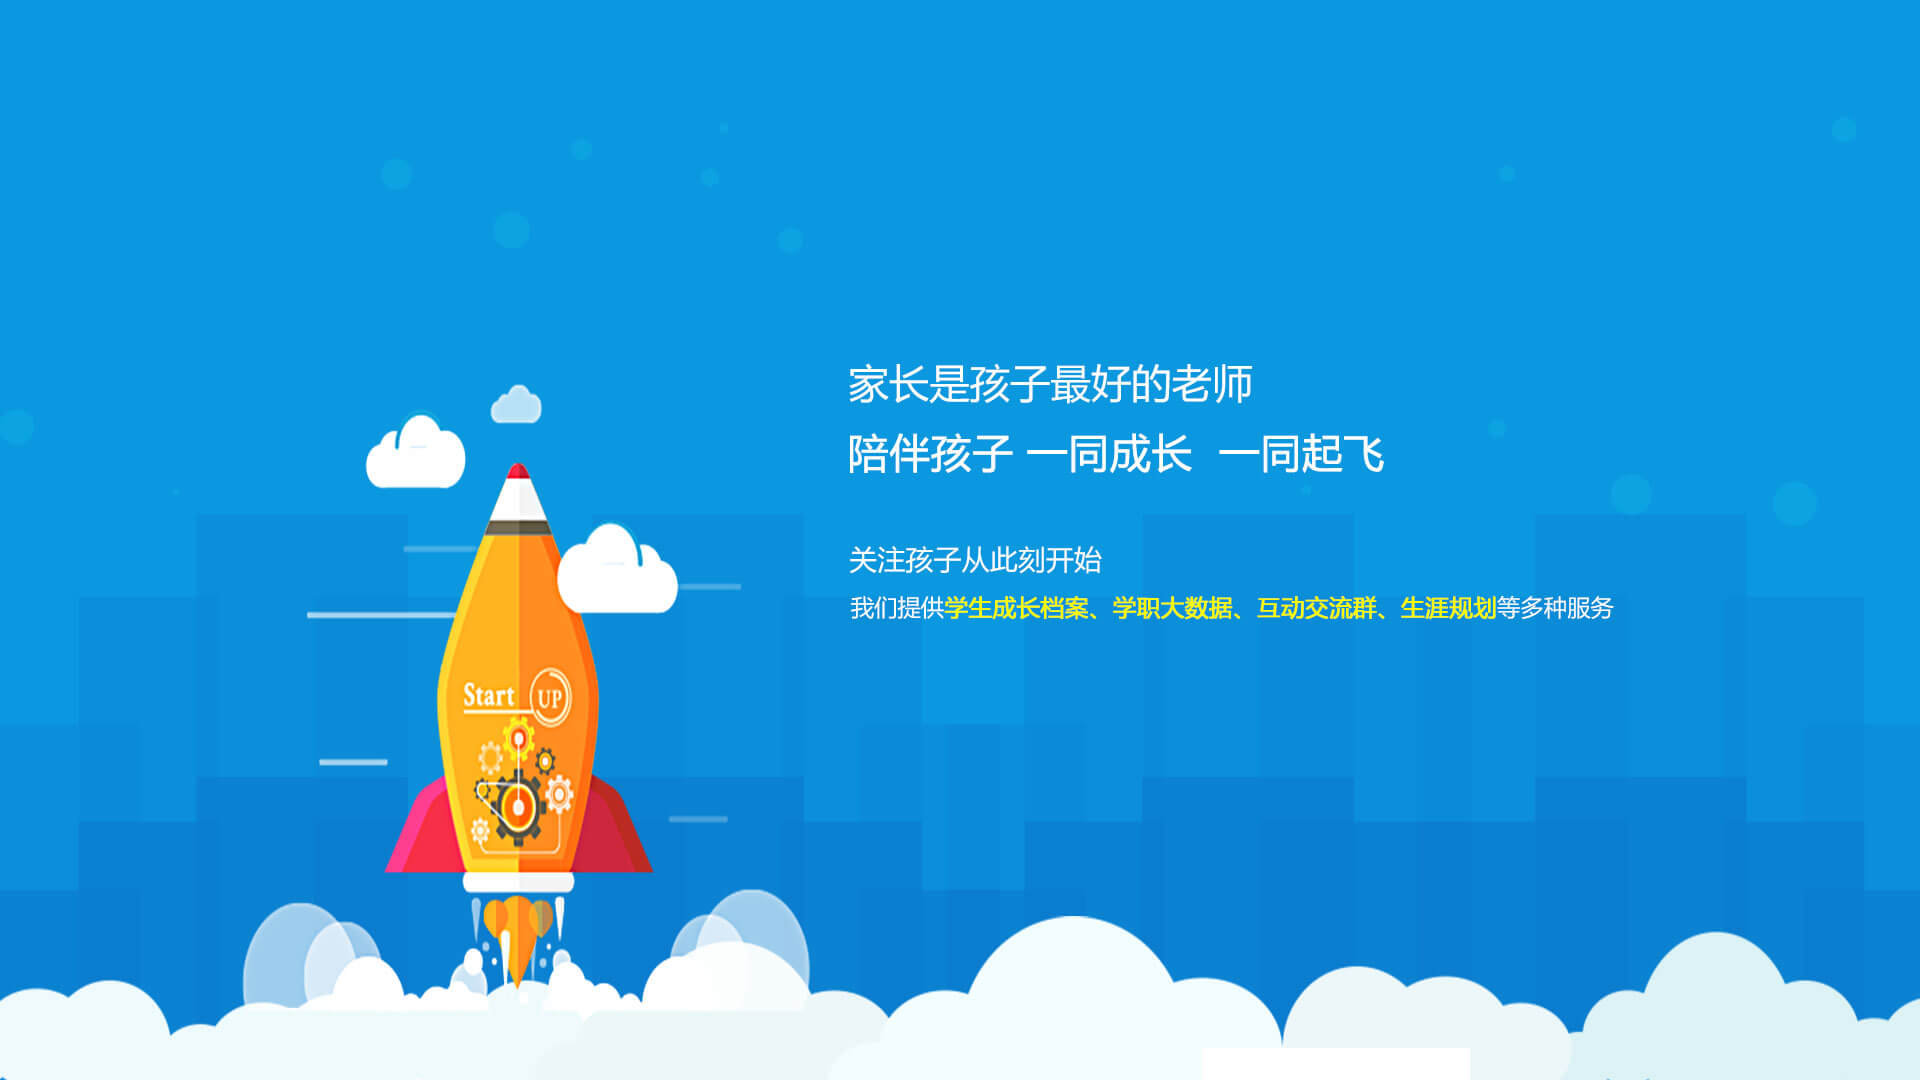 家长是孩子最好的老师
陪伴孩子 一同成长 一同起飞
关注孩子从此刻开始
我们提供学生成长档案、学职大数据、互动交流群、生涯规划等多种服务
Start UP